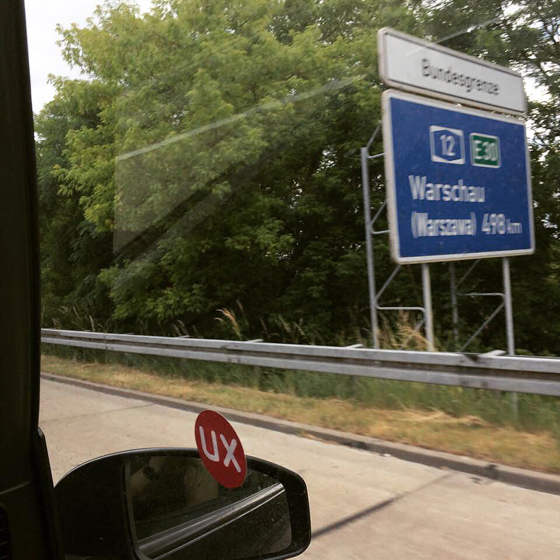 Bundesgrenze
12 E30
Warschau
(Warszawa) 498 km
UX